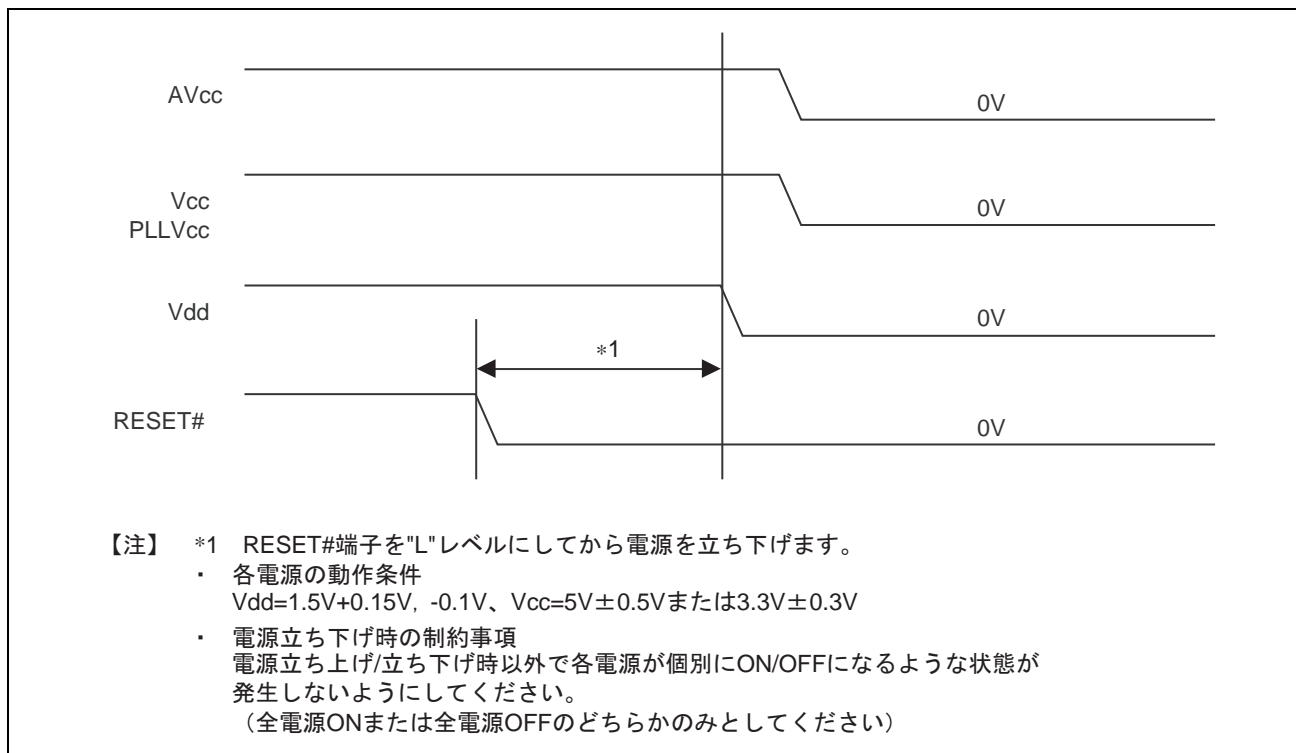 AVcc
0V
Vcc
PLLVcc
0V
Vdd
0V
*1
RESET#
0V
【注】 *1 RESET#端子を"L"レベルにしてから電源を立ち下げます。
・ 各電源の動作条件
Vdd=1.5V+0.15V, -0.1V、Vcc=5V±0.5Vまたは3.3V±0.3V
・ 電源立ち下げ時の制約事項
電源立ち上げ/立ち下げ時以外で各電源が個別にON/OFFになるような状態が
発生しないようにしてください。
（全電源ONまたは全電源OFFのどちらかのみとしてください）